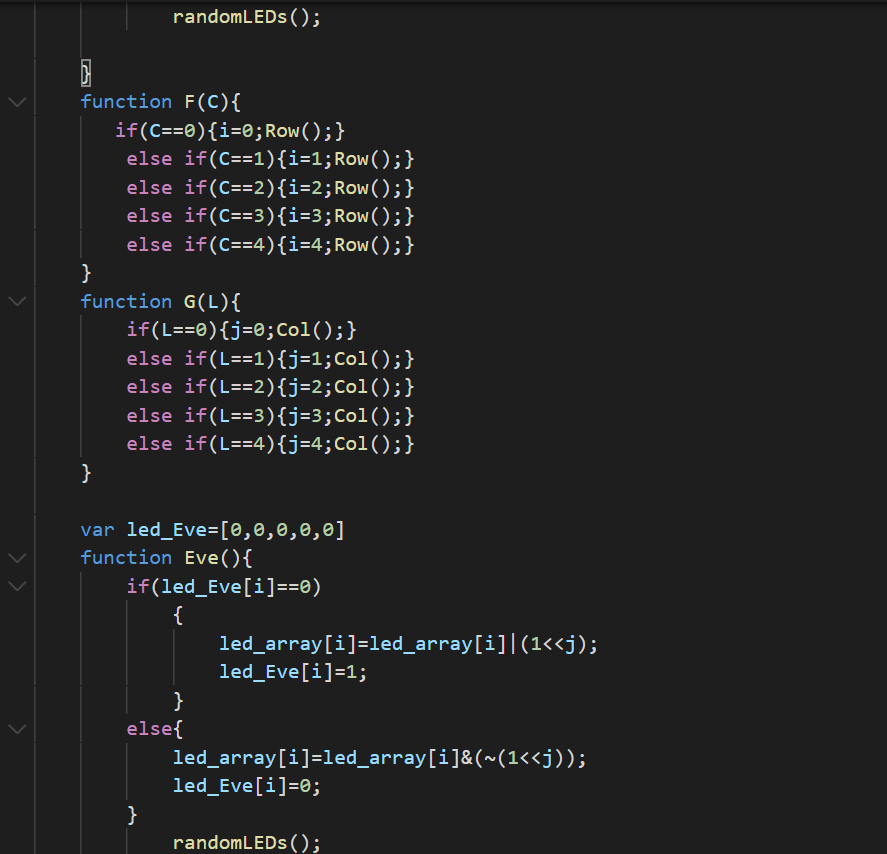 randomLEDs();
}
function F(C){
if(C==0){i=0;Row();}
else if(C==1){i=1;Row();}
else if(C==2){i=2;Row();}
else if(C==3){i=3;Row();}
else if(C==4){i=4;Row();}
}
function G(L){
if(L==0){j=0;Col();}
else if(L==1){j=1;Col();}
else if(L==2){j=2;Col();}
else if(L==3){j=3;Col();}
else if(L==4){j=4;Col();}
}
var led_Eve=[0,0,0,0,0]
function Eve(){
if(led_Eve[i]==0)
{
led_array[i]=led_array[i]|(1<<j);
led_Eve[i]=1;
}
else{
led_array[i]=led_array[i]&(~(1<<j));
led_Eve[i]=0;
}
randomLEDs();